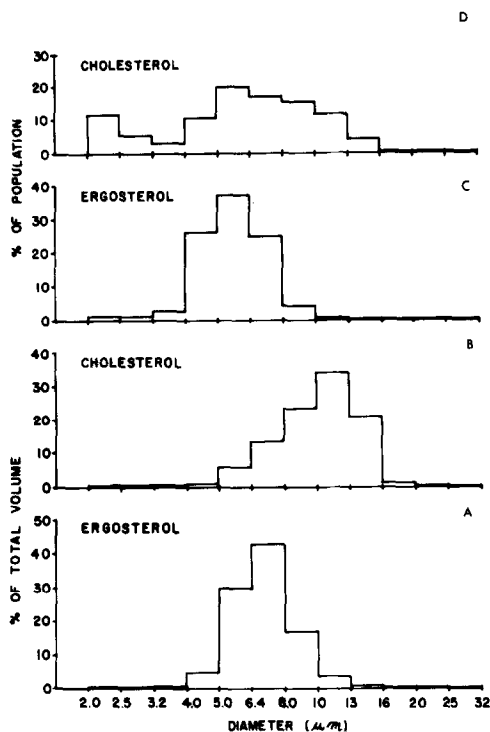 D
30
CHOLESTEROL
20
10
0
% OF POPULATION
C
40
ERGOSTEROL
30
20
10
0
B
40
CHOLESTEROL
30
20
10
0
% OF TOTAL VOLUME
A
50
ERGOSTEROL
40
30
20
10
0
2.0 2.5 3.2 4.0 5.0 6.4 8.0 10 13 16 20 25 32
DIAMETER (μm)